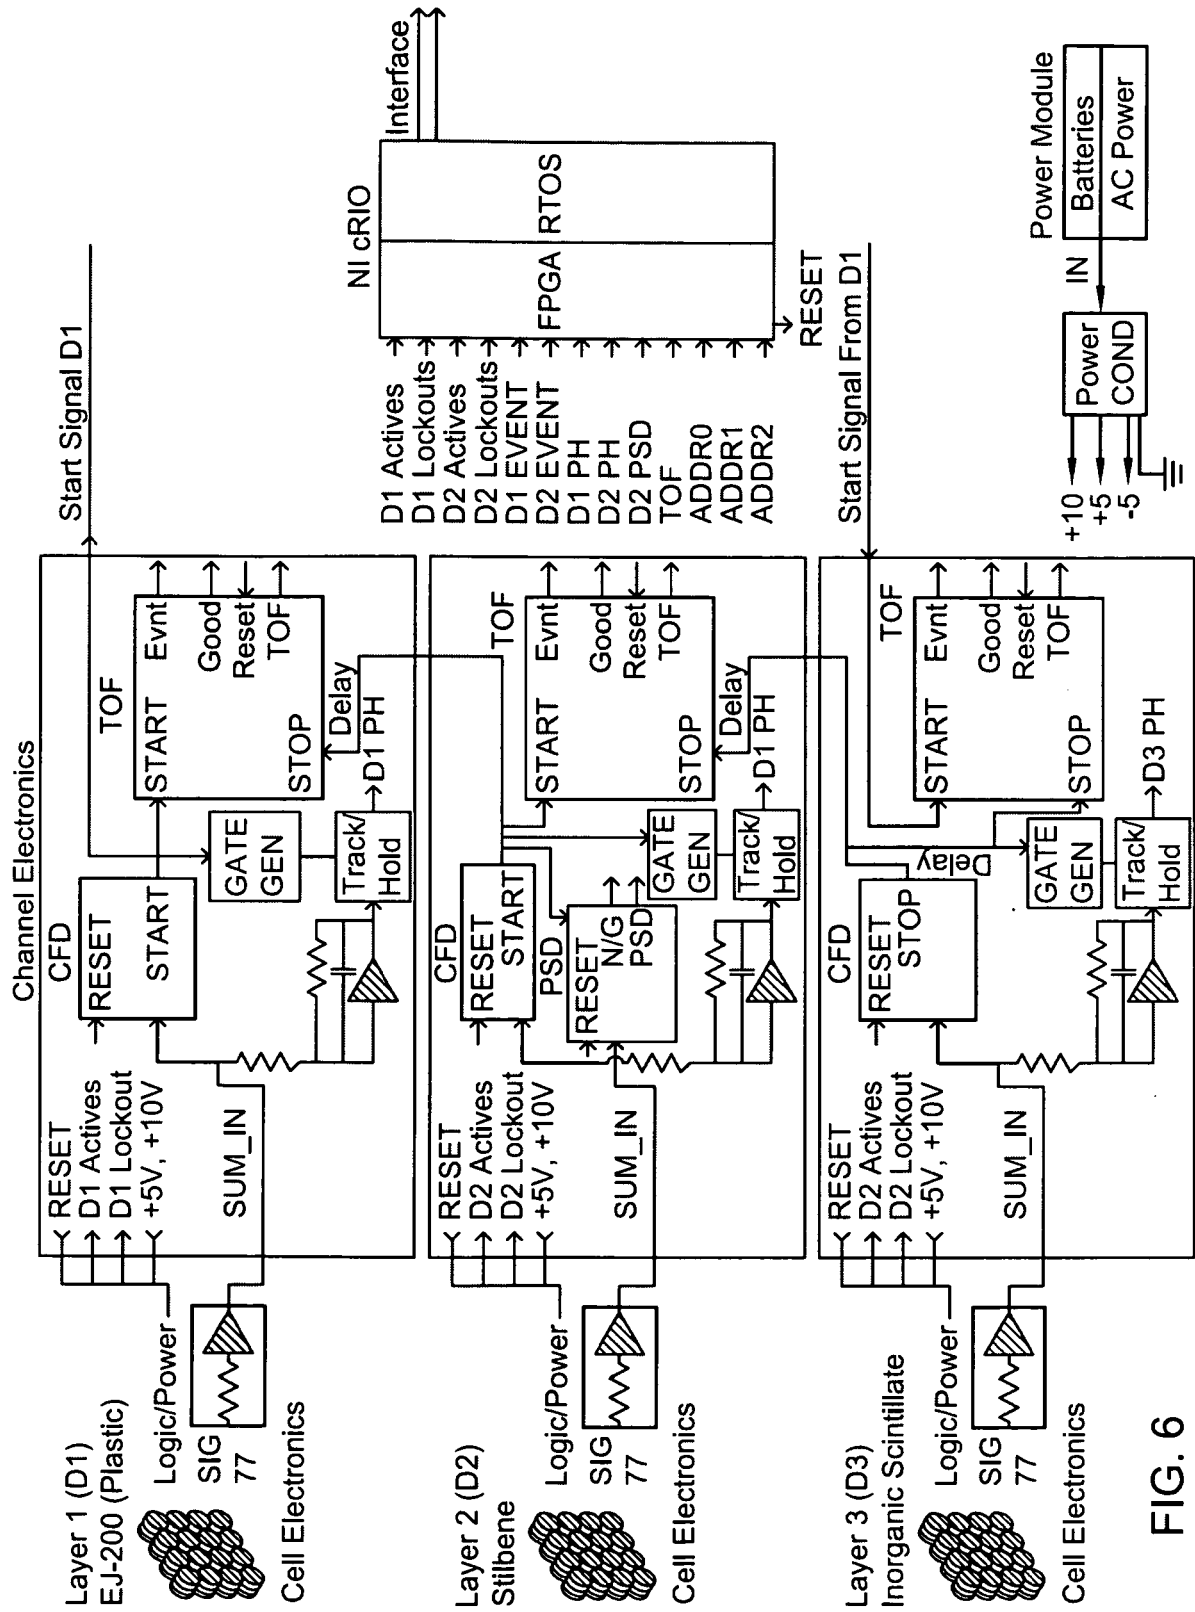 Layer 1 (D1)
EJ-200 (Plastic)
Logic/Power
SIG
77
Cell Electronics
Channel Electronics
RESET
D1 Actives
D1 Lockout
+5V, +10V
SUM_IN
CFD
RESET
START
GATE
GEN
Track/
Hold
D1 PH
TOF
START
STOP
Evnt
Good
Reset
TOF
Delay
Start Signal D1
Layer 2 (D2)
Stilbene
Logic/Power
SIG
77
Cell Electronics
RESET
D2 Actives
D2 Lockout
+5V, +10V
SUM_IN
CFD
RESET
START
PSD
RESET
N/G
PSD
GATE
GEN
Track/
Hold
D1 PH
TOF
START
STOP
Evnt
Good
Reset
TOF
Delay
NI cRIO
D1 Actives
D1 Lockouts
D2 Actives
D2 Lockouts
D1 EVENT
D2 EVENT
D1 PH
D2 PH
D2 PSD
TOF
ADDR0
ADDR1
ADDR2
FPGA
RTOS
Interface
RESET
Layer 3 (D3)
Inorganic Scintillate
Logic/Power
SIG
77
Cell Electronics
RESET
D2 Actives
D2 Lockout
+5V, +10V
SUM_IN
CFD
RESET
STOP
Delay
GATE
GEN
Track/
Hold
D3 PH
TOF
START
STOP
Evnt
Good
Reset
TOF
Start Signal From D1
+10
+5
-5
Power
COND
IN
Power Module
Batteries
AC Power
FIG. 6